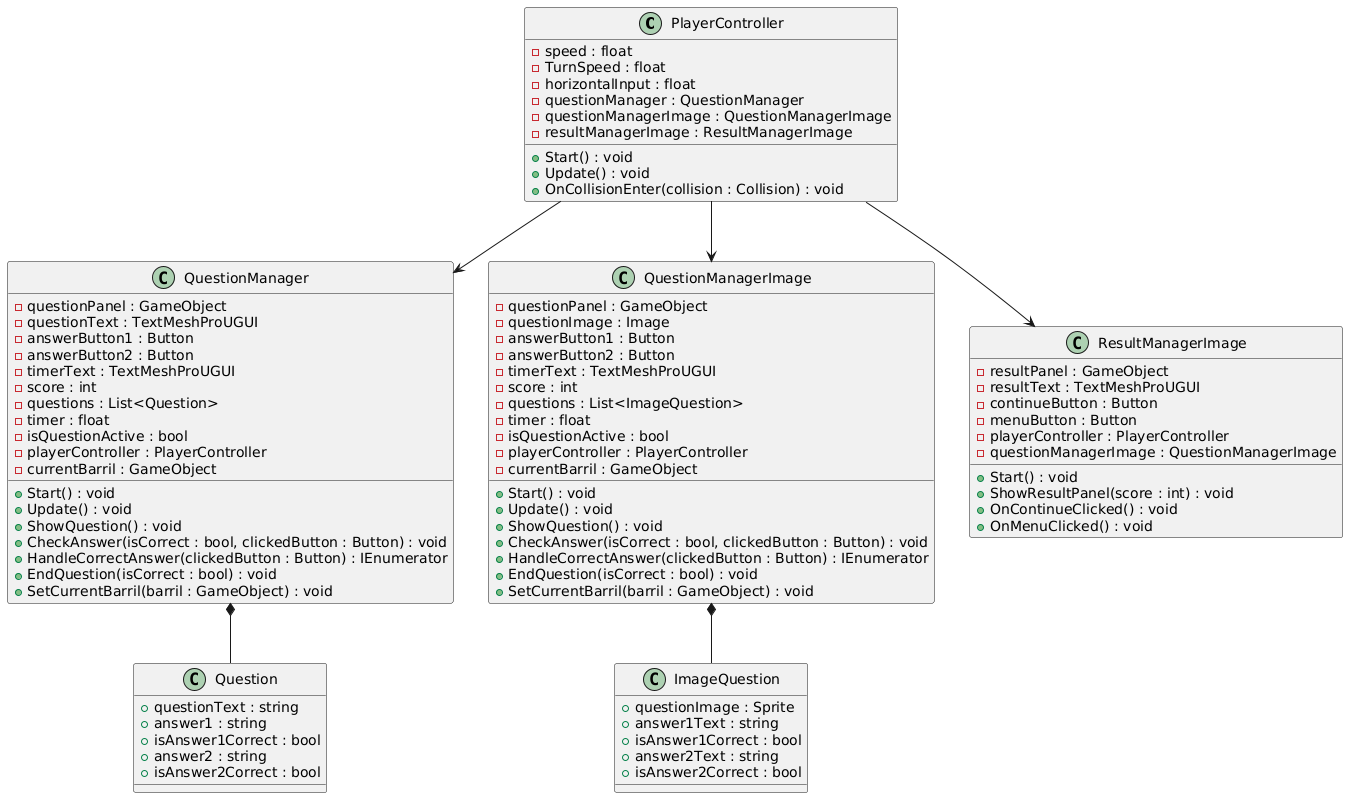 C PlayerController
speed : float
TurnSpeed : float
horizontalInput : float
questionManager : QuestionManager
questionManagerImage : QuestionManagerImage
resultManagerImage : ResultManagerImage
Start() : void
Update() : void
OnCollisionEnter(collision : Collision) : void
C QuestionManager
questionPanel : GameObject
questionText : TextMeshProUGUI
answerButton1 : Button
answerButton2 : Button
timerText : TextMeshProUGUI
score : int
questions : List<Question>
timer : float
isQuestionActive : bool
playerController : PlayerController
currentBarril : GameObject
Start() : void
Update() : void
ShowQuestion() : void
CheckAnswer(isCorrect : bool, clickedButton : Button) : void
HandleCorrectAnswer(clickedButton : Button) : IEnumerator
EndQuestion(isCorrect : bool) : void
SetCurrentBarril(barril : GameObject) : void
C QuestionManagerImage
questionPanel : GameObject
questionImage : Image
answerButton1 : Button
answerButton2 : Button
timerText : TextMeshProUGUI
score : int
questions : List<ImageQuestion>
timer : float
isQuestionActive : bool
playerController : PlayerController
currentBarril : GameObject
Start() : void
Update() : void
ShowQuestion() : void
CheckAnswer(isCorrect : bool, clickedButton : Button) : void
HandleCorrectAnswer(clickedButton : Button) : IEnumerator
EndQuestion(isCorrect : bool) : void
SetCurrentBarril(barril : GameObject) : void
C ResultManagerImage
resultPanel : GameObject
resultText : TextMeshProUGUI
continueButton : Button
menuButton : Button
playerController : PlayerController
questionManagerImage : QuestionManagerImage
Start() : void
ShowResultPanel(score : int) : void
OnContinueClicked() : void
OnMenuClicked() : void
C Question
questionText : string
answer1 : string
isAnswer1Correct : bool
answer2 : string
isAnswer2Correct : bool
C ImageQuestion
questionImage : Sprite
answer1Text : string
isAnswer1Correct : bool
answer2Text : string
isAnswer2Correct : bool